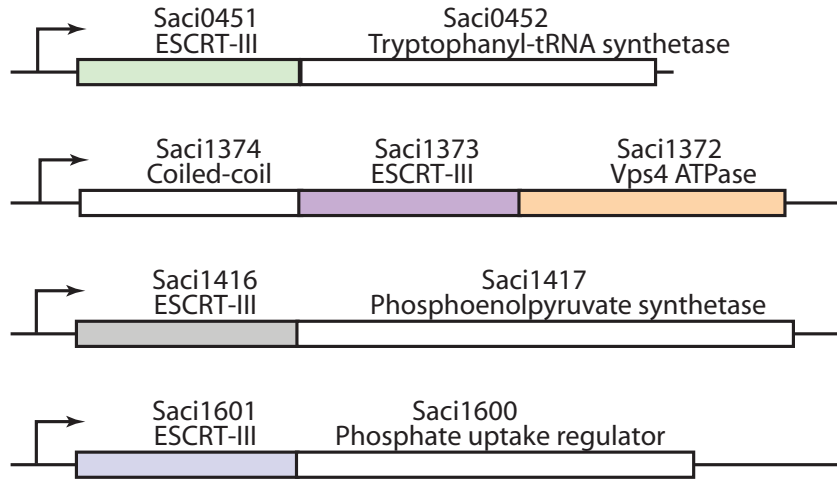 Saci0451 Saci0452
ESCRT-III Tryptophanyl-tRNA synthetase
Saci1374 Saci1373 Saci1372
Coiled-coil ESCRT-III Vps4 ATPase
Saci1416 Saci1417
ESCRT-III Phosphoenolpyruvate synthetase
Saci1601 Saci1600
ESCRT-III Phosphate uptake regulator